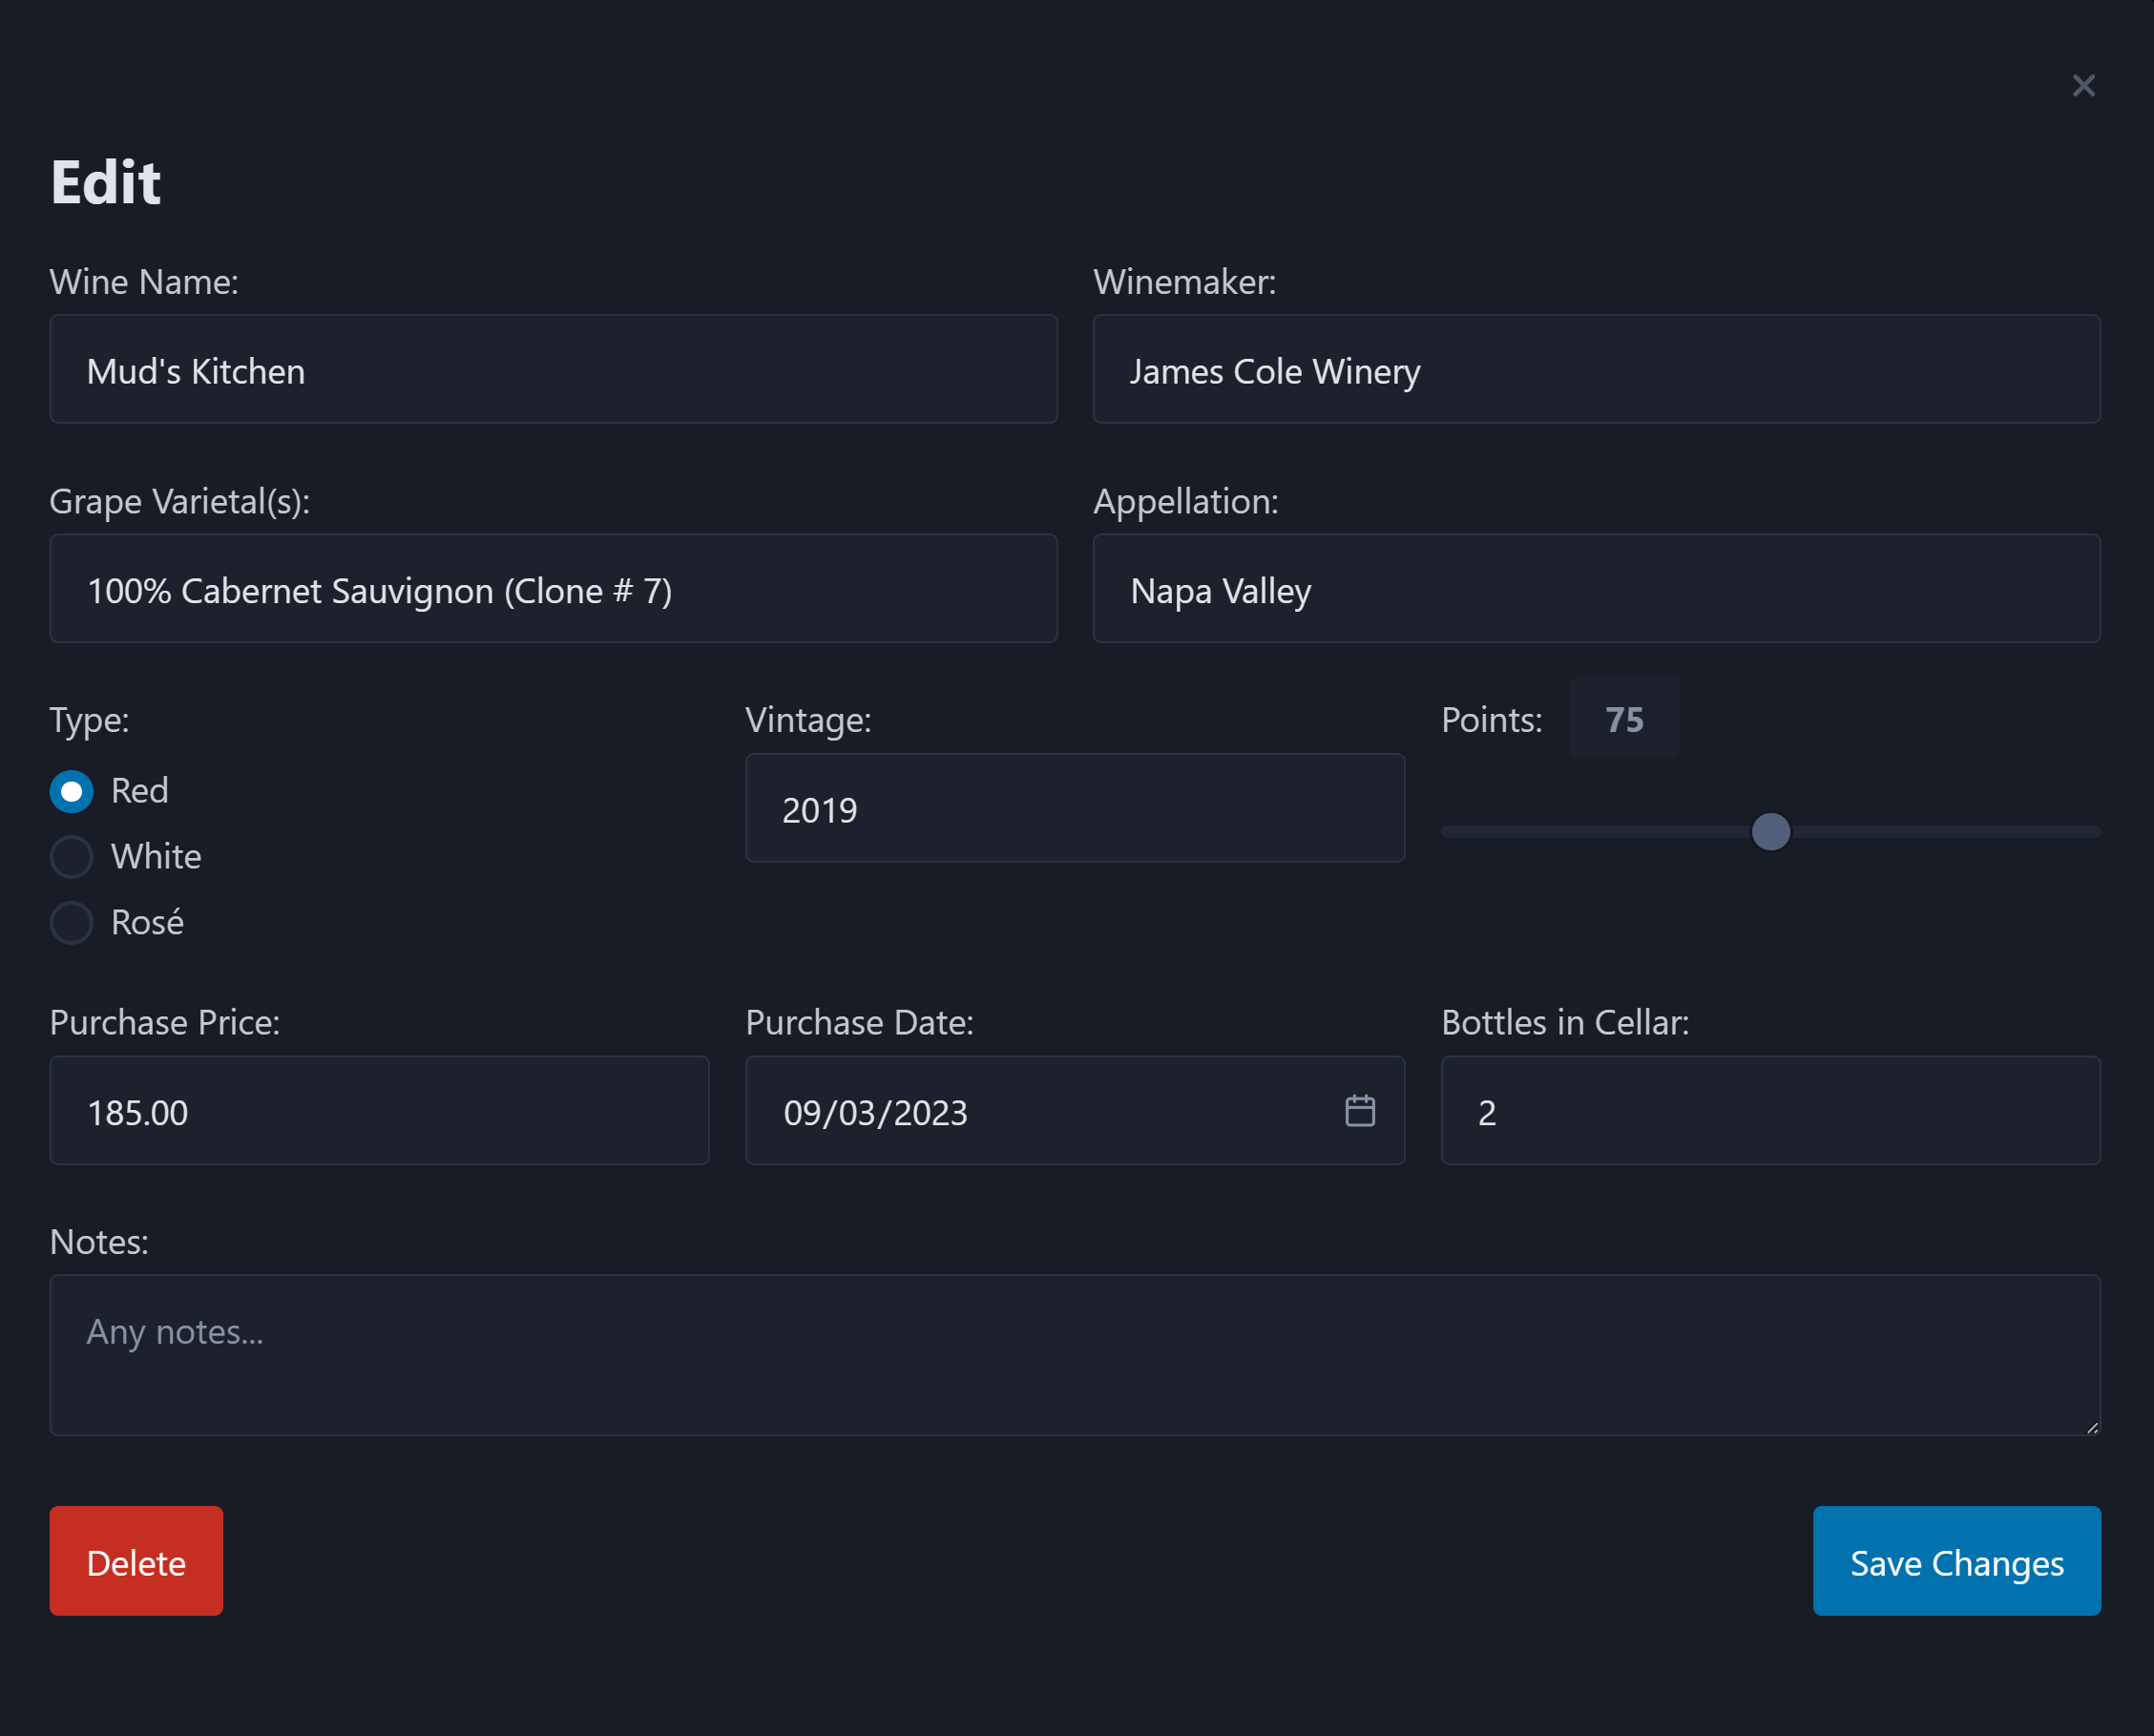 Edit
Wine Name:
Mud's Kitchen
Winemaker:
James Cole Winery
Grape Varietal(s):
100% Cabernet Sauvignon (Clone # 7)
Appellation:
Napa Valley
Type:
Red
White
Rosé
Vintage:
2019
Points: 75
Purchase Price:
185.00
Purchase Date:
09/03/2023
Bottles in Cellar:
2
Notes:
Any notes...
Delete
Save Changes